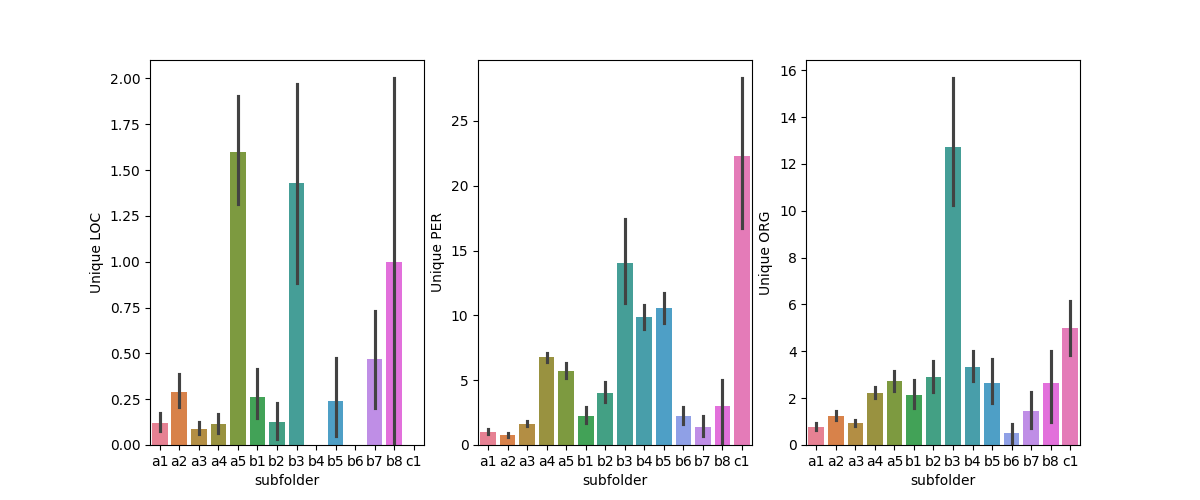 Unique LOC
2.00
1.75
1.50
1.25
1.00
0.75
0.50
0.25
0.00
a1 a2 a3 a4 a5 b1 b2 b3 b4 b5 b6 b7 b8 c1
subfolder
Unique PER
25
20
15
10
5
0
a1 a2 a3 a4 a5 b1 b2 b3 b4 b5 b6 b7 b8 c1
subfolder
Unique ORG
16
14
12
10
8
6
4
2
0
a1 a2 a3 a4 a5 b1 b2 b3 b4 b5 b6 b7 b8 c1
subfolder